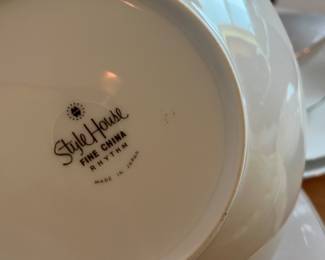 Style House
FINE CHINA
RHYTHM
MADE IN JAPAN